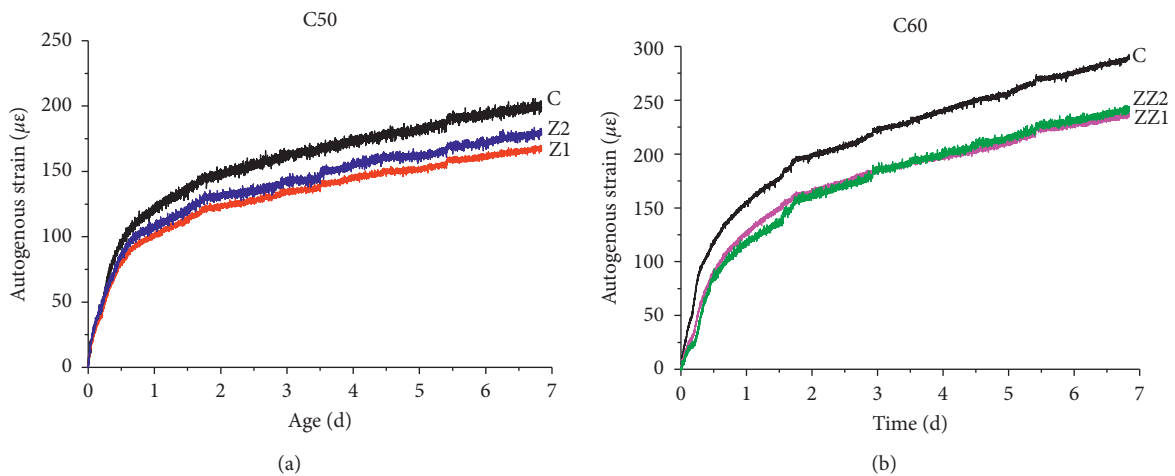 C50
250
200
150
100
50
0
Autogenous strain (με)
C
Z2
Z1
0 1 2 3 4 5 6 7
Age (d)
(a)
C60
300
250
200
150
100
50
0
Autogenous strain (με)
C
ZZ2
ZZ1
0 1 2 3 4 5 6 7
Time (d)
(b)